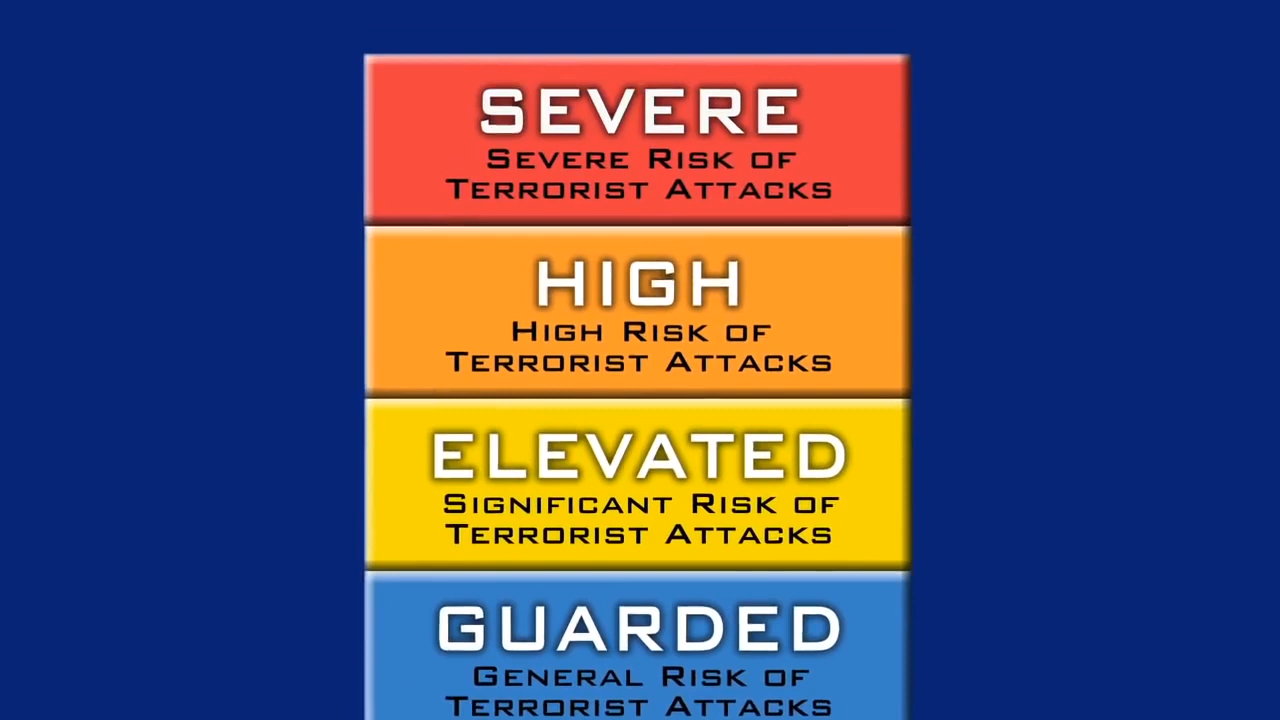 SEVERE
SEVERE RISK OF
TERRORIST ATTACKS
HIGH
HIGH RISK OF
TERRORIST ATTACKS
ELEVATED
SIGNIFICANT RISK OF
TERRORIST ATTACKS
GUARDED
GENERAL RISK OF
TERRORIST ATTACKS